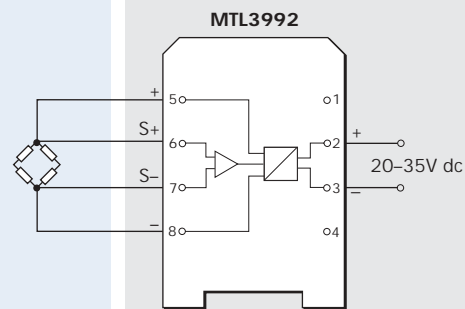 MTL3992
+ 5 1
S+ 6 2 +
20–35V dc
S– 7 3 –
– 8 4